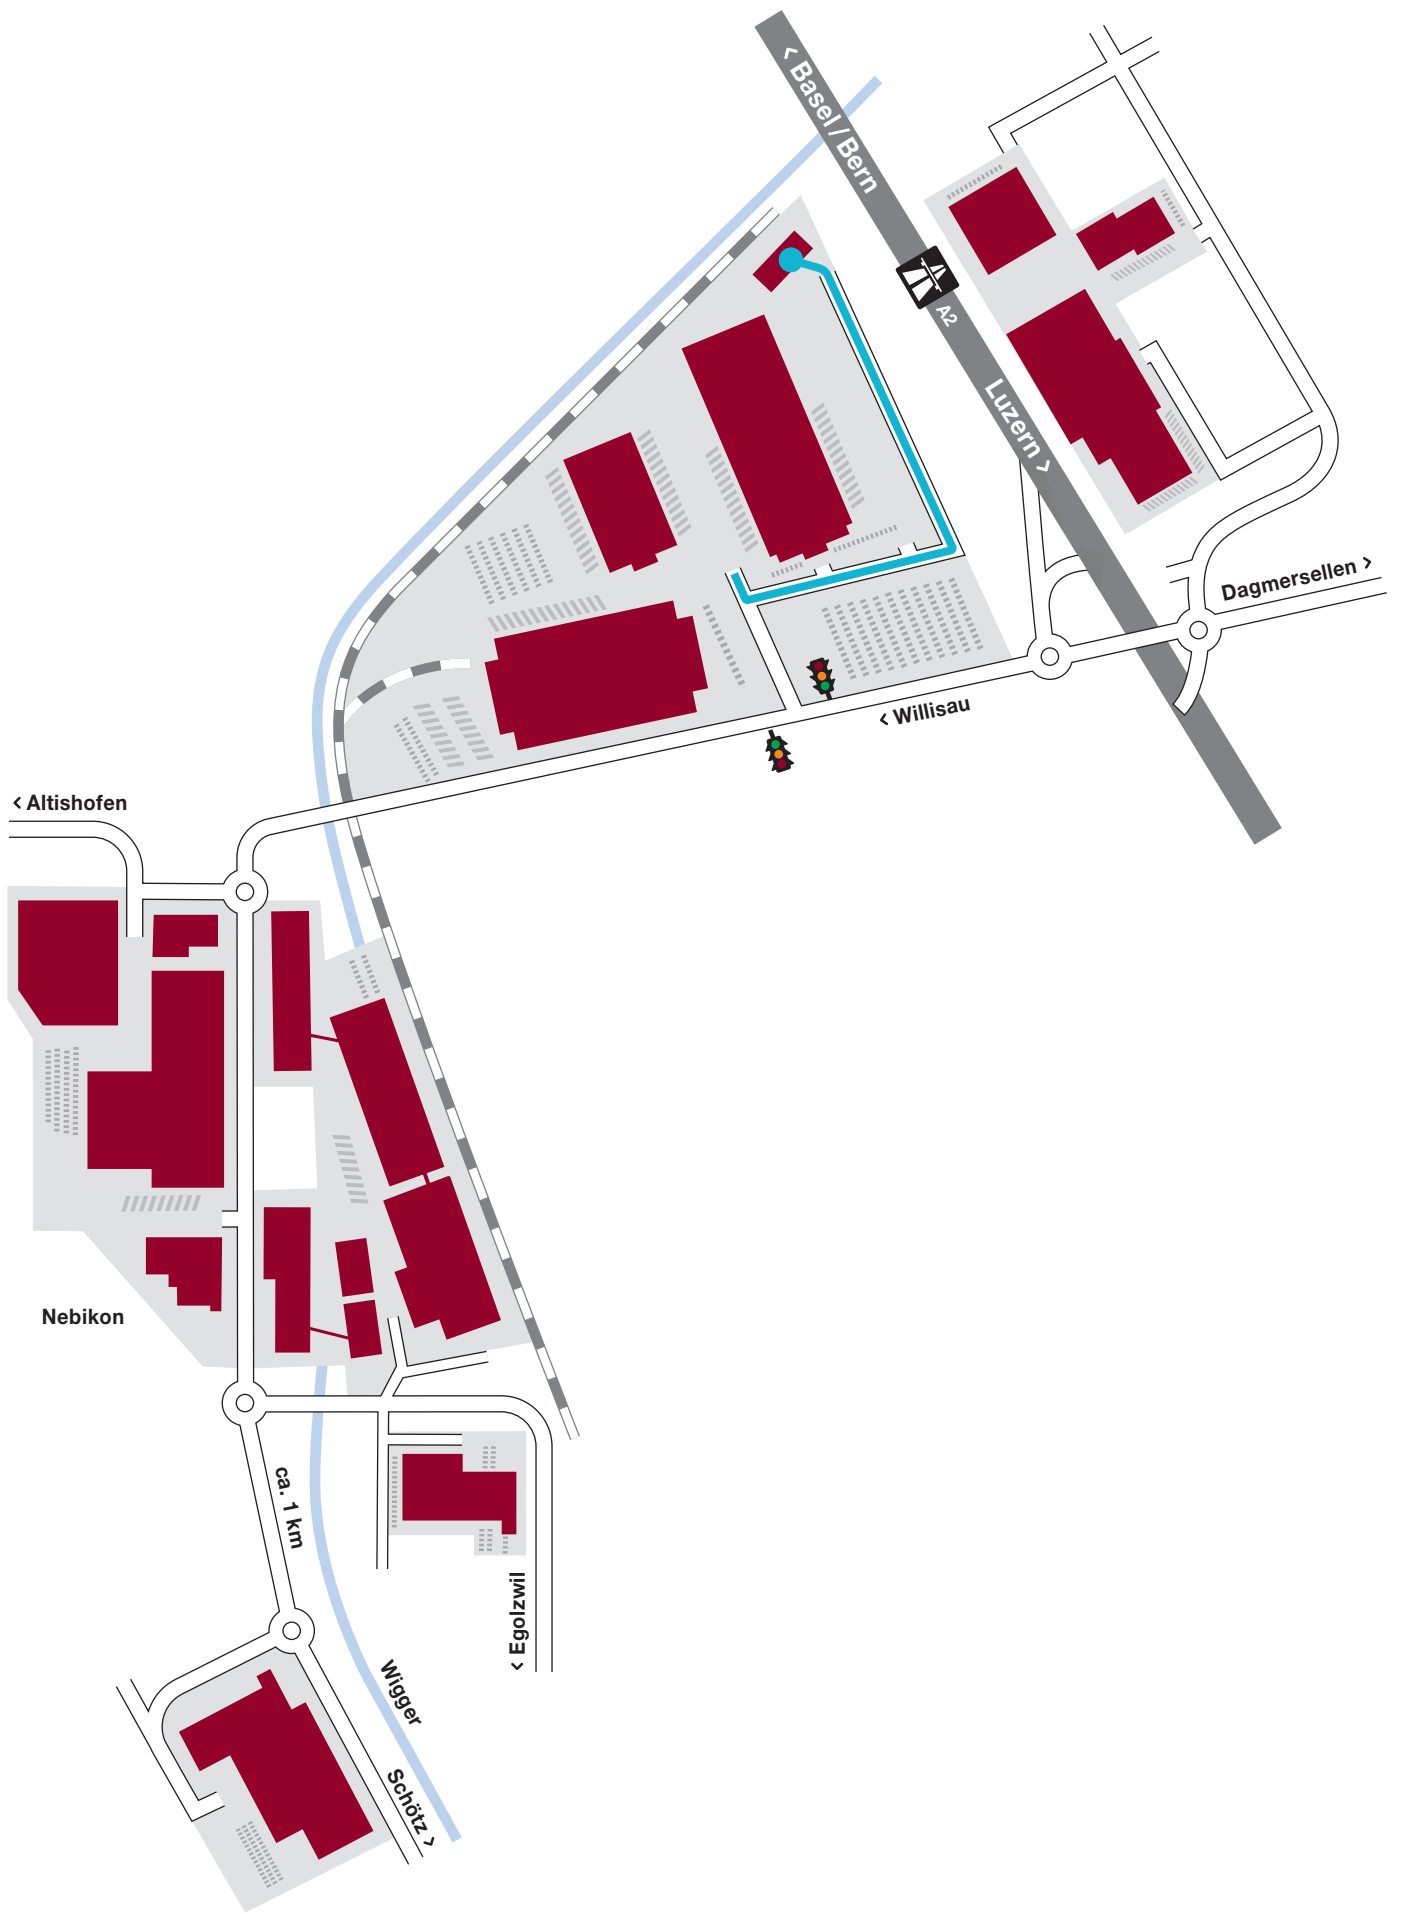 ‹ Basel / Bern
A2
Luzern ›
Dagmersellen ›
‹ Willisau
‹ Altishofen
Nebikon
ca. 1 km
‹ Egolzwil
Wigger
Schötz ›